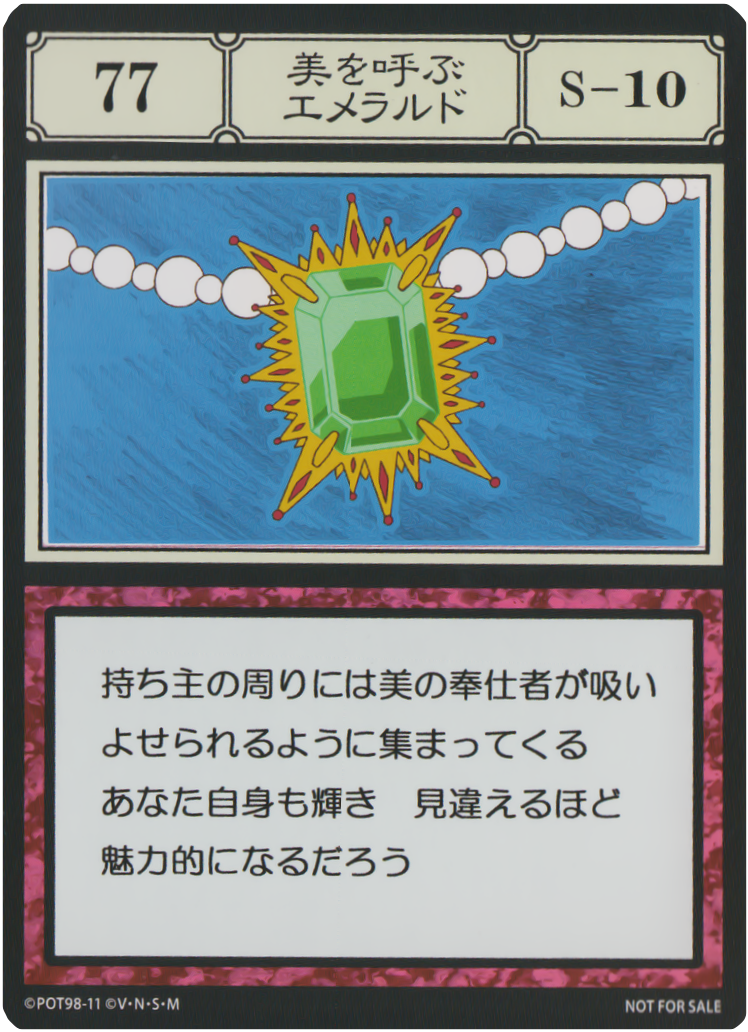 77
美を呼ぶ
エメラルド
S-10
持ち主の周りには美の奉仕者が吸い
よせられるように集まってくる
あなた自身も輝き　見違えるほど
魅力的になるだろう
©POT98-11 ©V・N・S・M
NOT FOR SALE